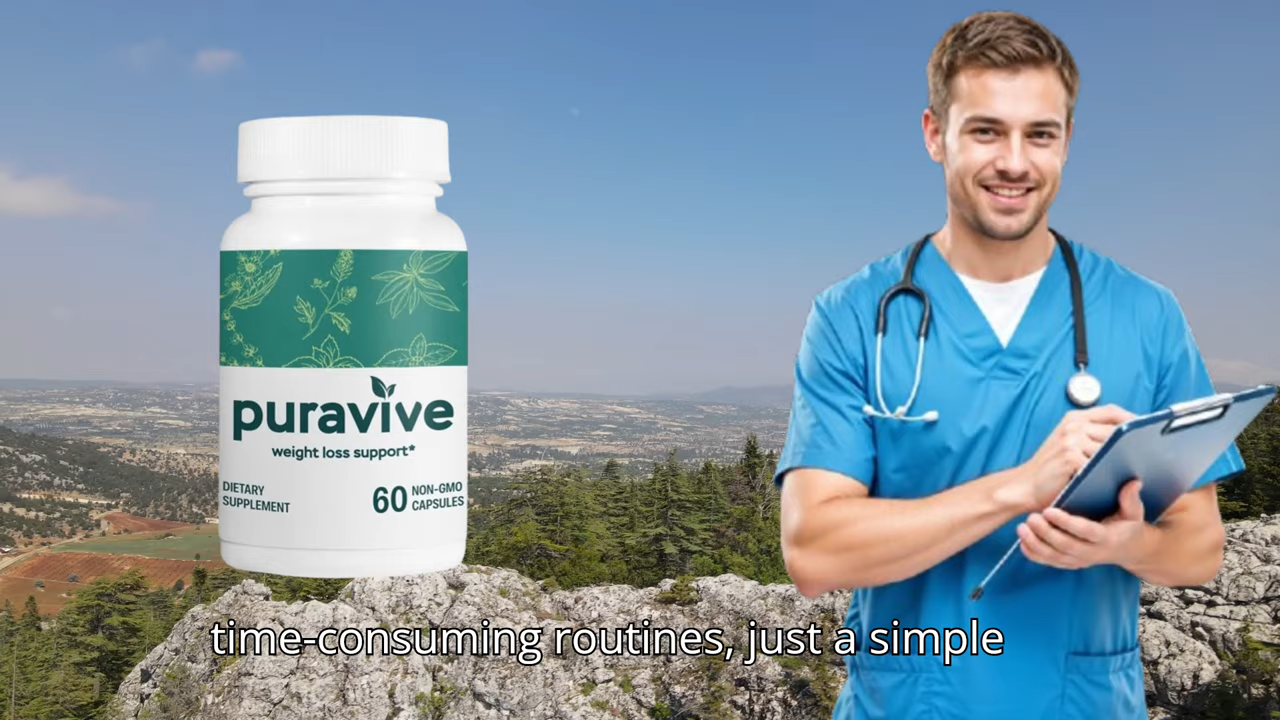 puravive
weight loss support*
DIETARY
SUPPLEMENT
60 NON-GMO
CAPSULES
time-consuming routines, just a simple